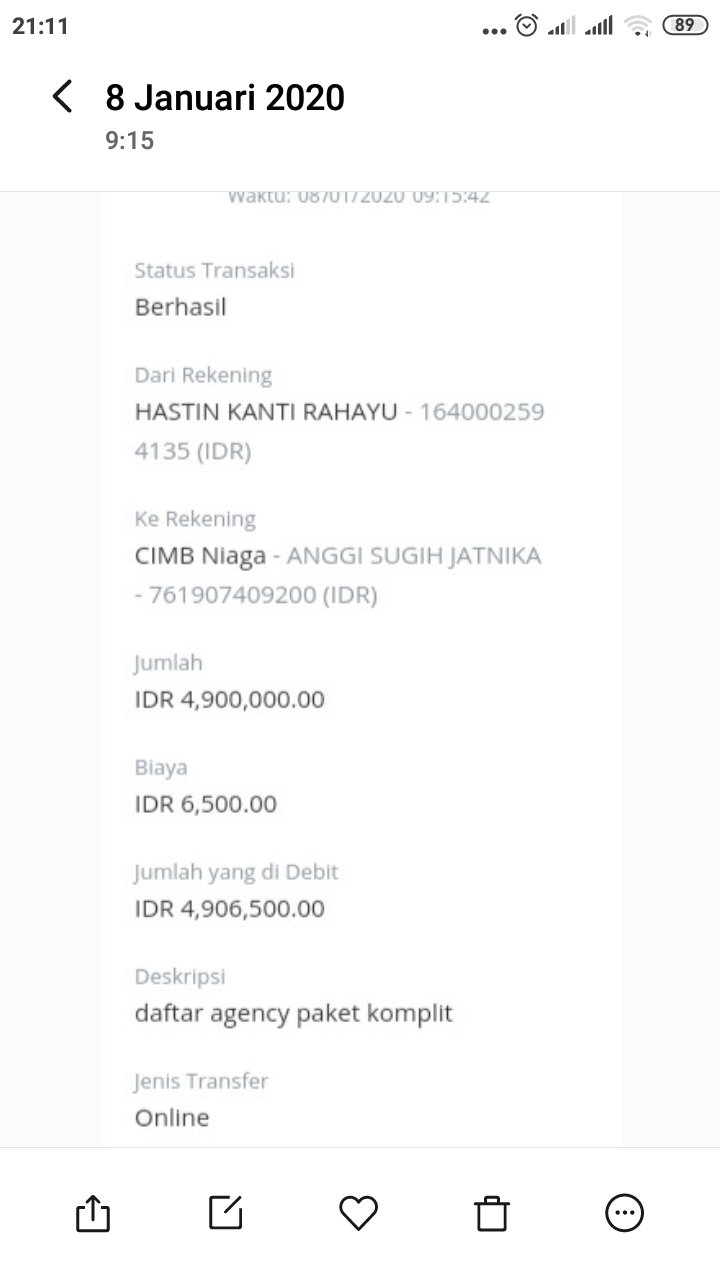 21:11
89
8 Januari 2020
9:15
Waktu: 08/01/2020 09:15:42
Status Transaksi
Berhasil
Dari Rekening
HASTIN KANTI RAHAYU - 164000259
4135 (IDR)
Ke Rekening
CIMB Niaga - ANGGI SUGIH JATNIKA
- 761907409200 (IDR)
Jumlah
IDR 4,900,000.00
Biaya
IDR 6,500.00
Jumlah yang di Debit
IDR 4,906,500.00
Deskripsi
daftar agency paket komplit
Jenis Transfer
Online